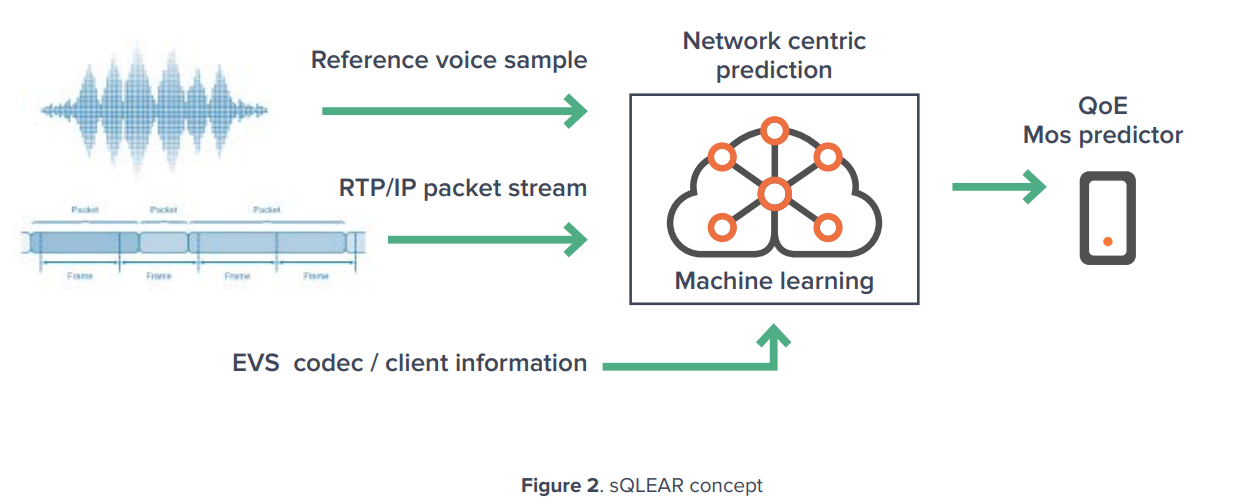 Reference voice sample
Network centric
prediction
QoE
Mos predictor
RTP/IP packet stream
Packet Packet Packet
Frame Frame Frame Frame
Machine learning
EVS codec / client information
Figure 2. sQLEAR concept